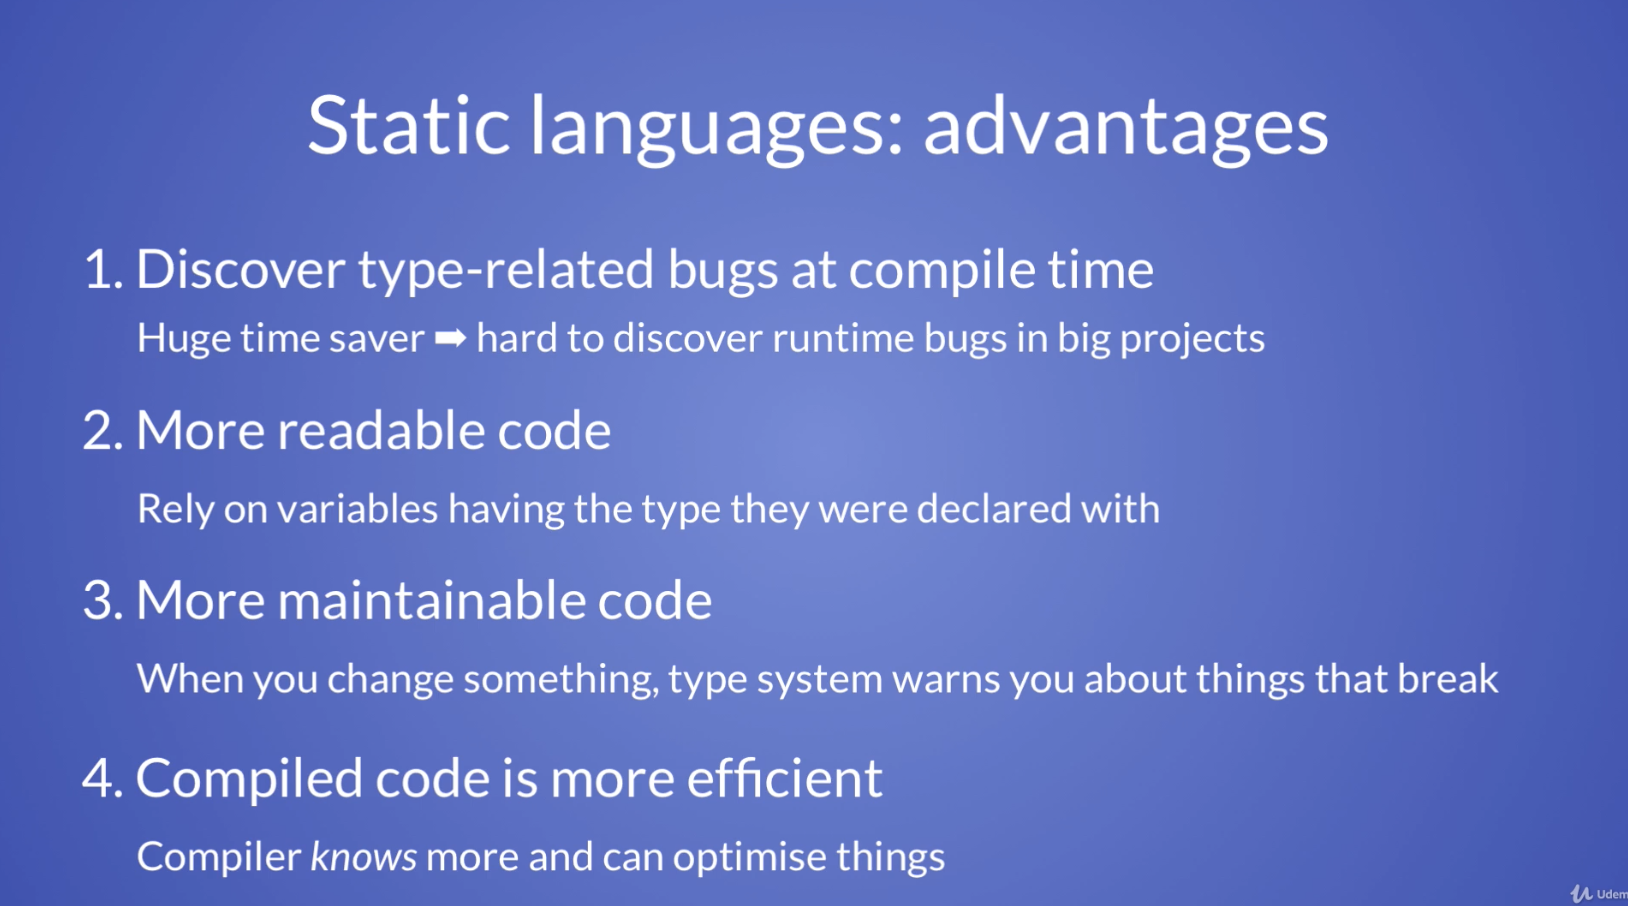 Static languages: advantages
1. Discover type-related bugs at compile time
Huge time saver ➡ hard to discover runtime bugs in big projects
2. More readable code
Rely on variables having the type they were declared with
3. More maintainable code
When you change something, type system warns you about things that break
4. Compiled code is more efficient
Compiler knows more and can optimise things
Udem